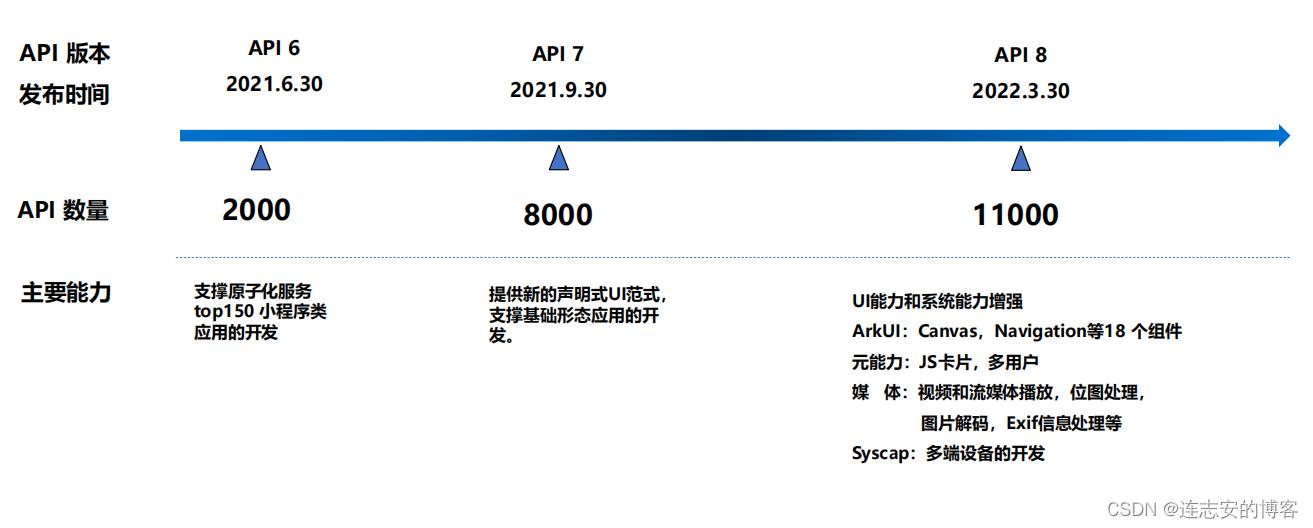 API 版本
API 6
API 7
API 8
发布时间
2021.6.30
2021.9.30
2022.3.30
API 数量
2000
8000
11000
主要能力
支撑原子化服务
top150 小程序类
应用的开发
提供新的声明式UI范式，
支撑基础形态应用的开
发。
UI能力和系统能力增强
ArkUI：Canvas，Navigation等18 个组件
元能力：JS卡片，多用户
媒 体：视频和流媒体播放，位图处理，
图片解码，Exif信息处理等
Syscap：多端设备的开发
CSDN @连志安的博客